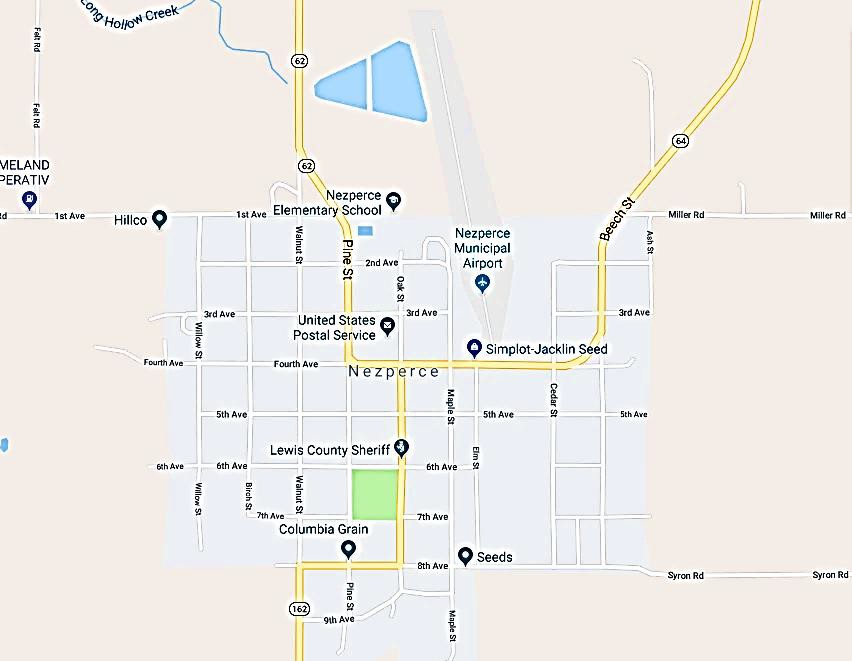 Long Hollow Creek
Felt Rd
62
Felt Rd
64
62
MELAND
PERATIV
Nezperce
Elementary School
Rd
1st Ave
Hillco
1st Ave
Miller Rd
Miller Rd
Beech St
Walnut St
Pine St
Nezperce
Municipal
Airport
Ash St
2nd Ave
Oak St
3rd Ave
3rd Ave
3rd Ave
United States
Postal Service
Willow St
Simplot-Jacklin Seed
Fourth Ave
Fourth Ave
Nezperce
Maple St
Cedar St
5th Ave
5th Ave
5th Ave
Lewis County Sheriff
Elm St
6th Ave
6th Ave
6th Ave
Willow St
Birch St
Walnut St
7th Ave
7th Ave
Columbia Grain
Seeds
8th Ave
Syron Rd
Syron Rd
162
Pine St
9th Ave
Maple St